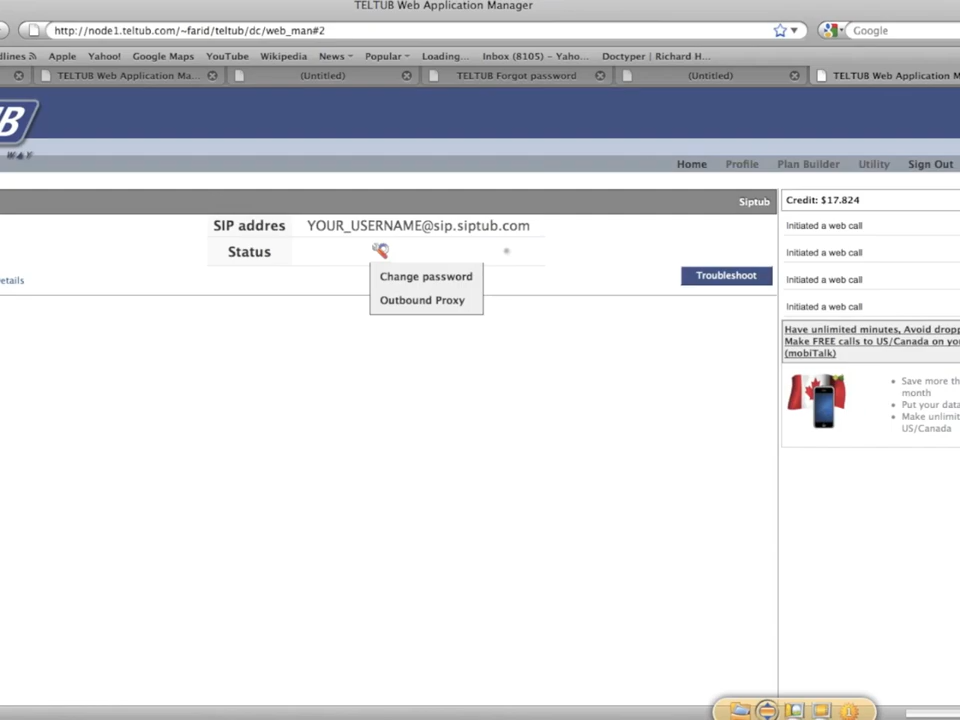 TELTUB Web Application Manager
http://node1.teltub.com/~farid/teltub/dc/web_man#2
Google
dlines
Apple
Yahoo!
Google Maps
YouTube
Wikipedia
News
Popular
Loading...
Inbox (8105) – Yaho...
Doctyper | Richard H...
TELTUB Web Application Ma...
(Untitled)
TELTUB Forgot password
(Untitled)
TELTUB Web Application M
UB
WAY
Home
Profile
Plan Builder
Utility
Sign Out
Siptub
Credit: $17.824
SIP addres
YOUR_USERNAME@sip.siptub.com
Initiated a web call
Status
Initiated a web call
Change password
Outbound Proxy
etails
Troubleshoot
Initiated a web call
Initiated a web call
Have unlimited minutes, Avoid dropp
Make FREE calls to US/Canada on yo
(mobiTalk)
Save more th
month
Put your data
Make unlimit
US/Canada